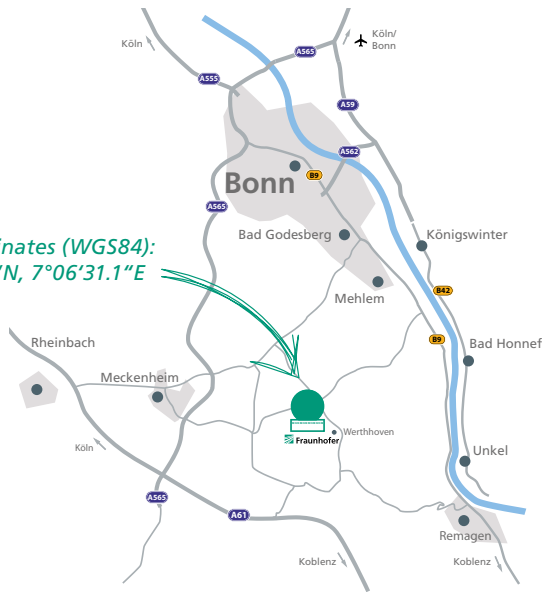 Köln
A565
Köln/
Bonn
A555
A59
A562
Bonn
B9
A565
Bad Godesberg
Königswinter
inates (WGS84):
N, 7°06‘31.1“E
B42
Mehlem
B9
Rheinbach
Bad Honnef
Meckenheim
Werthhoven
Fraunhofer
Köln
Unkel
A565
A61
Remagen
Koblenz
Koblenz